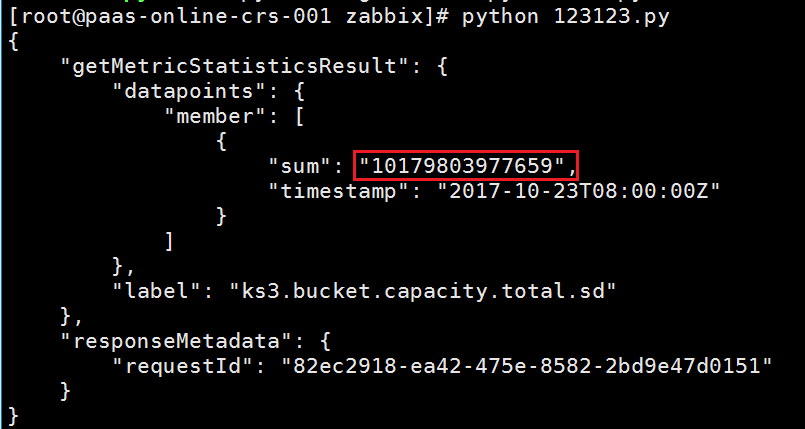 [root@paas-online-crs-001 zabbix]# python 123123.py
{
    "getMetricStatisticsResult": {
        "datapoints": {
            "member": [
                {
                    "sum": "10179803977659",
                    "timestamp": "2017-10-23T08:00:00Z"
                }
            ]
        },
        "label": "ks3.bucket.capacity.total.sd"
    },
    "responseMetadata": {
        "requestId": "82ec2918-ea42-475e-8582-2bd9e47d0151"
    }
}